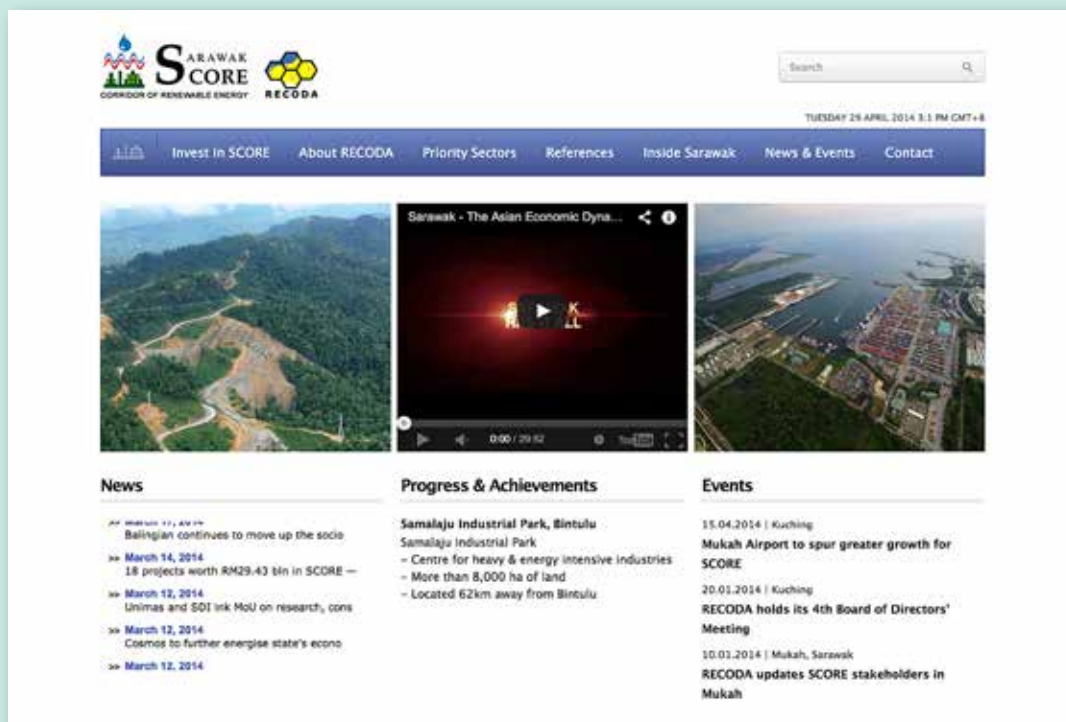 SARAWAK
SCORE
CORRIDOR OF RENEWABLE ENERGY
RECODA
Search
TUESDAY 29 APRIL 2014 3:1 PM GMT+8
Invest in SCORE About RECODA Priority Sectors References Inside Sarawak News & Events Contact
Sarawak - The Asian Economic Dyna...
0:00 / 29:52
YouTube
News
>> March 17, 2014
Balingian continues to move up the socio
>> March 14, 2014
18 projects worth RM29.43 bln in SCORE —
>> March 12, 2014
Unimas and SDI ink MoU on research, cons
>> March 12, 2014
Cosmos to further energise state's econo
>> March 12, 2014
Progress & Achievements
Samalaju Industrial Park, Bintulu
Samalaju Industrial Park
– Centre for heavy & energy intensive industries
– More than 8,000 ha of land
– Located 62km away from Bintulu
Events
15.04.2014 | Kuching
Mukah Airport to spur greater growth for
SCORE
20.01.2014 | Kuching
RECODA holds its 4th Board of Directors'
Meeting
10.01.2014 | Mukah, Sarawak
RECODA updates SCORE stakeholders in
Mukah